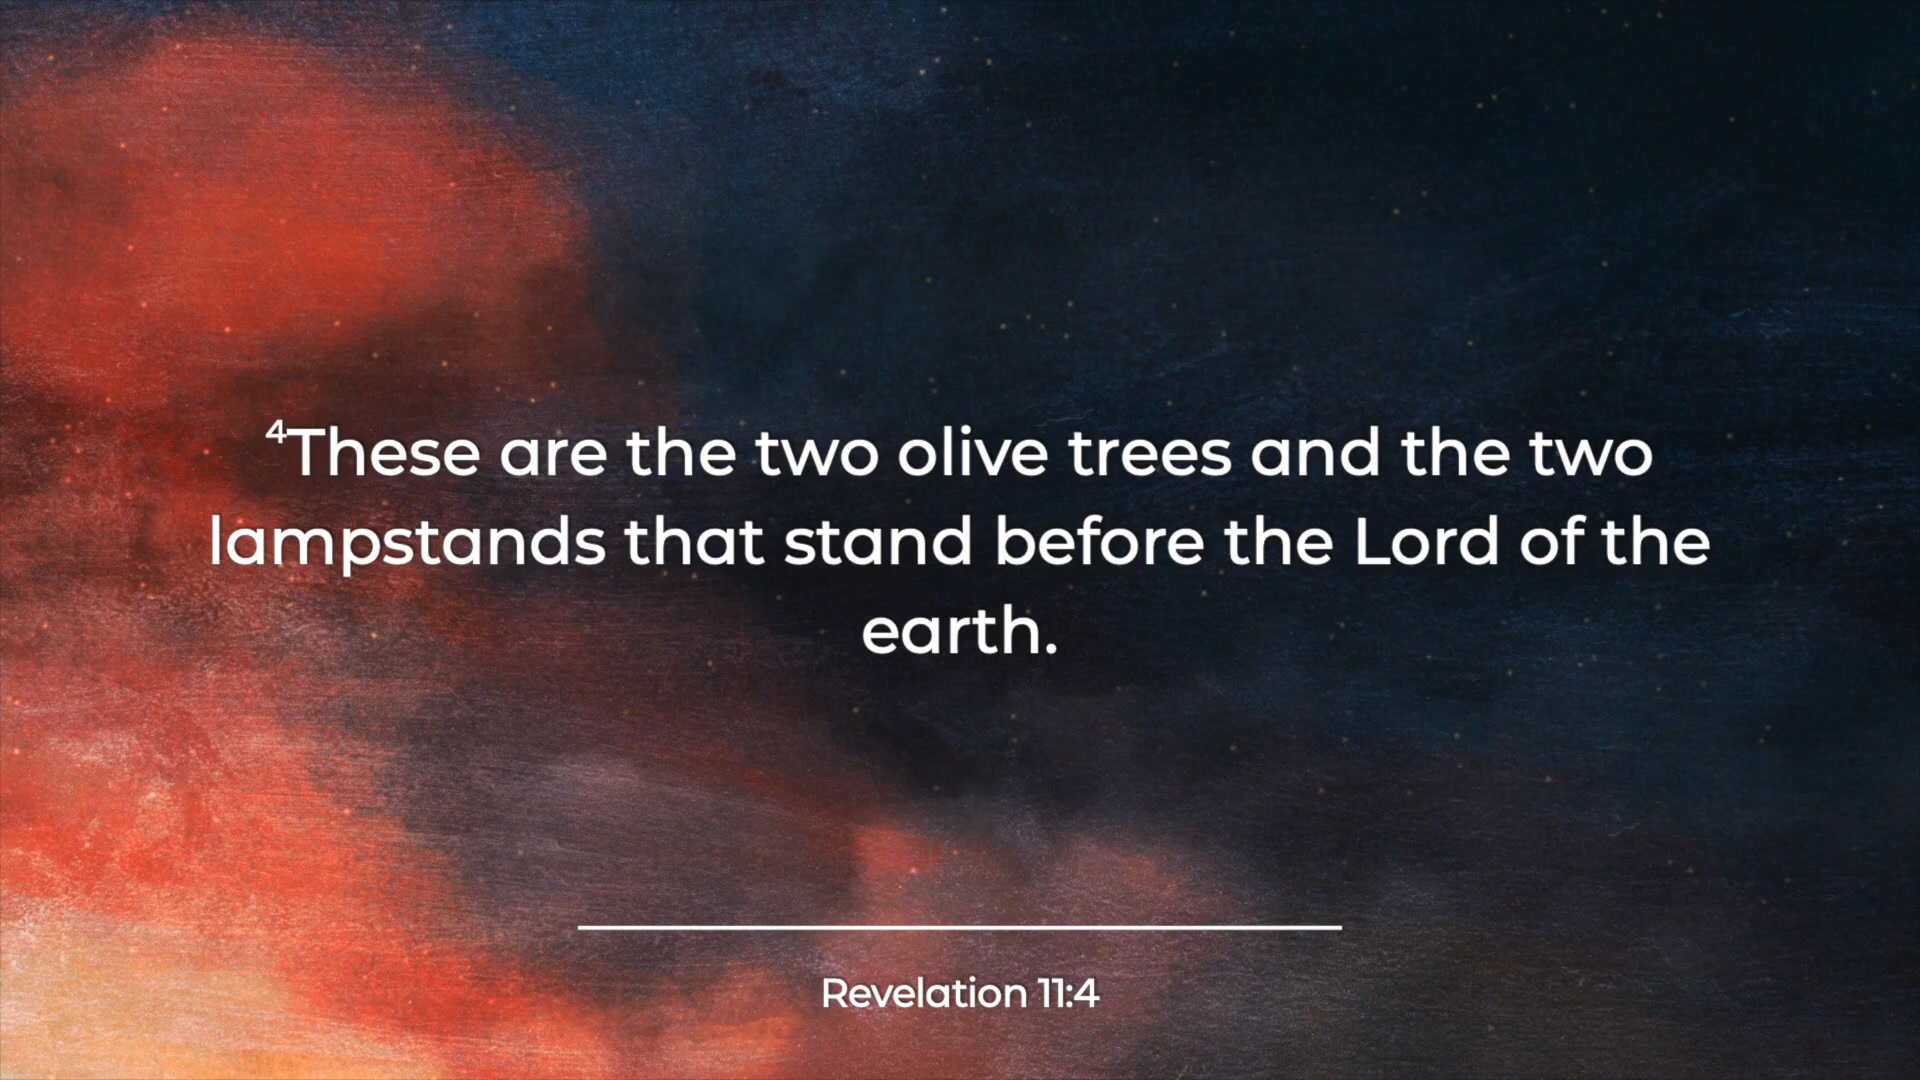 ⁴These are the two olive trees and the two
lampstands that stand before the Lord of the
earth.
Revelation 11:4